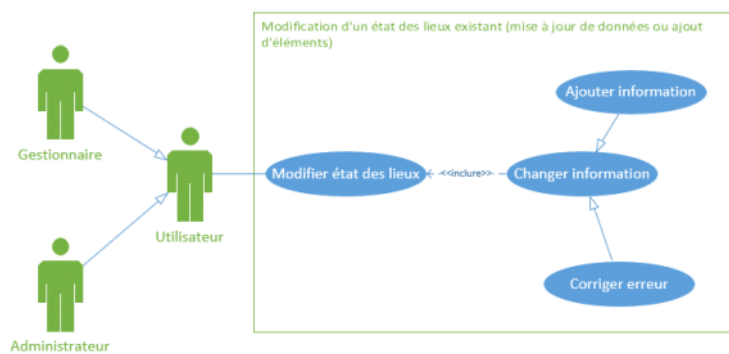 Modification d'un état des lieux existant (mise à jour de données ou ajout
d'éléments)
Ajouter information
Gestionnaire
Modifier état des lieux
<<inclure>>
Changer information
Utilisateur
Corriger erreur
Administrateur